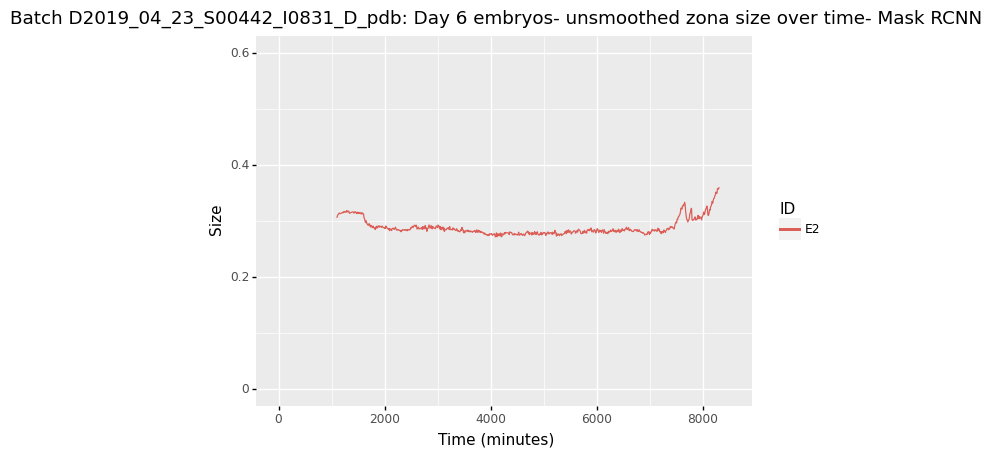 Batch D2019_04_23_S00442_I0831_D_pdb: Day 6 embryos- unsmoothed zona size over time- Mask RCNN
0.6
0.4
0.2
0
Size
0
2000
4000
6000
8000
Time (minutes)
ID
E2